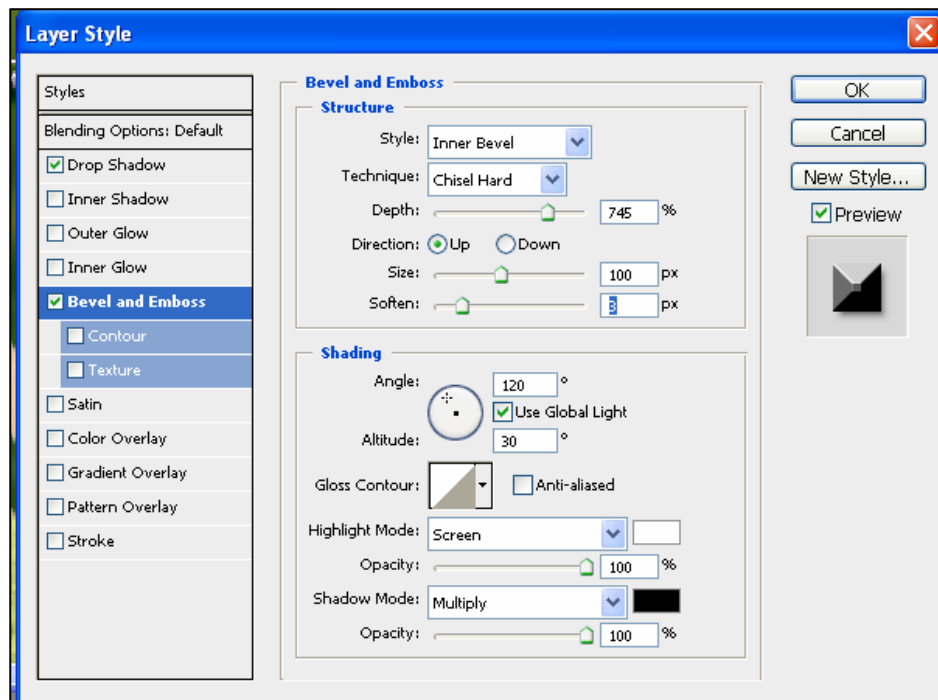 Layer Style
Styles
Blending Options: Default
Drop Shadow
Inner Shadow
Outer Glow
Inner Glow
Bevel and Emboss
Contour
Texture
Satin
Color Overlay
Gradient Overlay
Pattern Overlay
Stroke
Bevel and Emboss
Structure
Style: Inner Bevel
Technique: Chisel Hard
Depth: 745 %
Direction: Up Down
Size: 100 px
Soften: 3 px
Shading
Angle: 120 °
Use Global Light
Altitude: 30 °
Gloss Contour: Anti-aliased
Highlight Mode: Screen
Opacity: 100 %
Shadow Mode: Multiply
Opacity: 100 %
OK
Cancel
New Style...
Preview